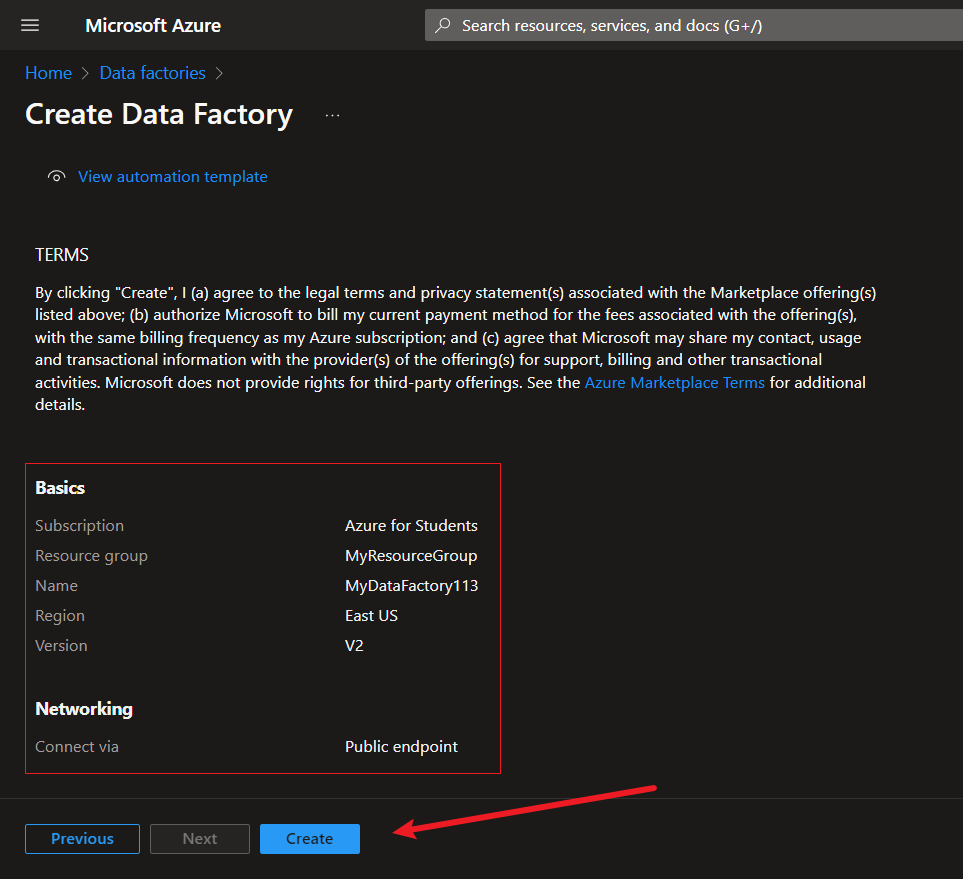 Microsoft Azure
Search resources, services, and docs (G+/)
Home > Data factories >
Create Data Factory ...
View automation template
TERMS
By clicking "Create", I (a) agree to the legal terms and privacy statement(s) associated with the Marketplace offering(s)
listed above; (b) authorize Microsoft to bill my current payment method for the fees associated with the offering(s),
with the same billing frequency as my Azure subscription; and (c) agree that Microsoft may share my contact, usage
and transactional information with the provider(s) of the offering(s) for support, billing and other transactional
activities. Microsoft does not provide rights for third-party offerings. See the Azure Marketplace Terms for additional
details.
Basics
Subscription Azure for Students
Resource group MyResourceGroup
Name MyDataFactory113
Region East US
Version V2
Networking
Connect via Public endpoint
Previous Next Create